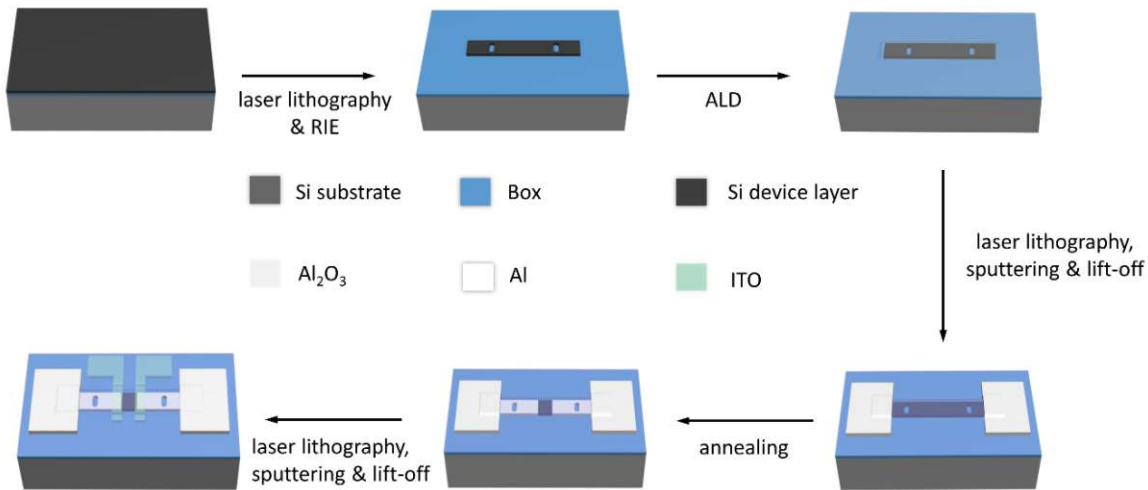 laser lithography
& RIE
ALD
Si substrate
Box
Si device layer
Al₂O₃
Al
ITO
laser lithography,
sputtering & lift-off
annealing
laser lithography,
sputtering & lift-off